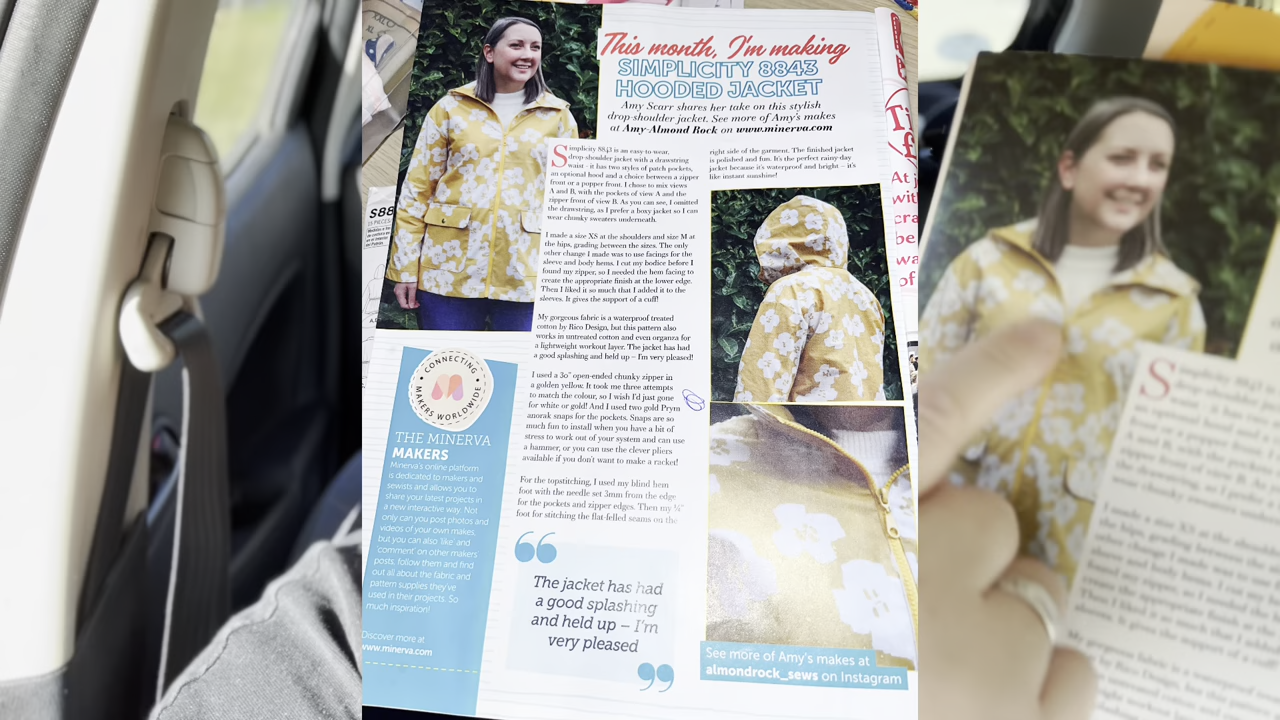 This month, I'm making
SIMPLICITY 8843
HOODED JACKET
Amy Scarr shares her take on this stylish
drop-shoulder jacket. See more of Amy's makes
at Amy-Almond Rock on www.minerva.com
Simplicity 8843 is an easy-to-wear,
drop-shoulder jacket with a drawstring
waist - it has two styles of patch pockets,
an optional hood and a choice between a zipper
front or a popper front. I chose to mix views
A and B, with the pockets of view A and the
zipper front of view B. As you can see, I omitted
the drawstring, as I prefer a boxy jacket so I can
wear chunky sweaters underneath.
I made a size XS at the shoulders and size M at
the hips, grading between the sizes. The only
other change I made was to use facings for the
sleeve and body hems. I cut my bodice before I
found my zipper, so I needed the hem facing to
create the appropriate finish at the lower edge.
Then I liked it so much that I added it to the
sleeves. It gives the support of a cuff!
My gorgeous fabric is a waterproof treated
cotton by Rico Design, but this pattern also
works in untreated cotton and even organza for
a lightweight workout layer. The jacket has had
a good splashing and held up – I'm very pleased!
I used a 30" open-ended chunky zipper in
a golden yellow. It took me three attempts
to match the colour, so I wish I'd just gone
for white or gold! And I used two gold Prym
anorak snaps for the pockets. Snaps are so
much fun to install when you have a bit of
stress to work out of your system and can use
a hammer, or you can use the clever pliers
available if you don't want to make a racket!
For the topstitching, I used my blind hem
foot with the needle set 3mm from the edge
for the pockets and zipper edges. Then my ¼"
foot for stitching the flat-felled seams on the
right side of the garment. The finished jacket
is polished and fun. It's the perfect rainy-day
jacket because it's waterproof and bright – it's
like instant sunshine!
CONNECTING
MAKERS WORLDWIDE
THE MINERVA
MAKERS
Minerva's online platform
is dedicated to makers and
sewists and allows you to
share your latest projects in
a new interactive way. Not
only can you post photos and
videos of your own makes,
but you can also 'like' and
comment' on other makers
posts, follow them and find
out all about the fabric and
pattern supplies they've
used in their projects. So
much inspiration!
Discover more at
www.minerva.com
“
The jacket has had
a good splashing
and held up – I'm
very pleased
”
See more of Amy's makes at
almondrock_sews on Instagram
S88
At j
with
cra
be
wa
of
Simplicity 8843